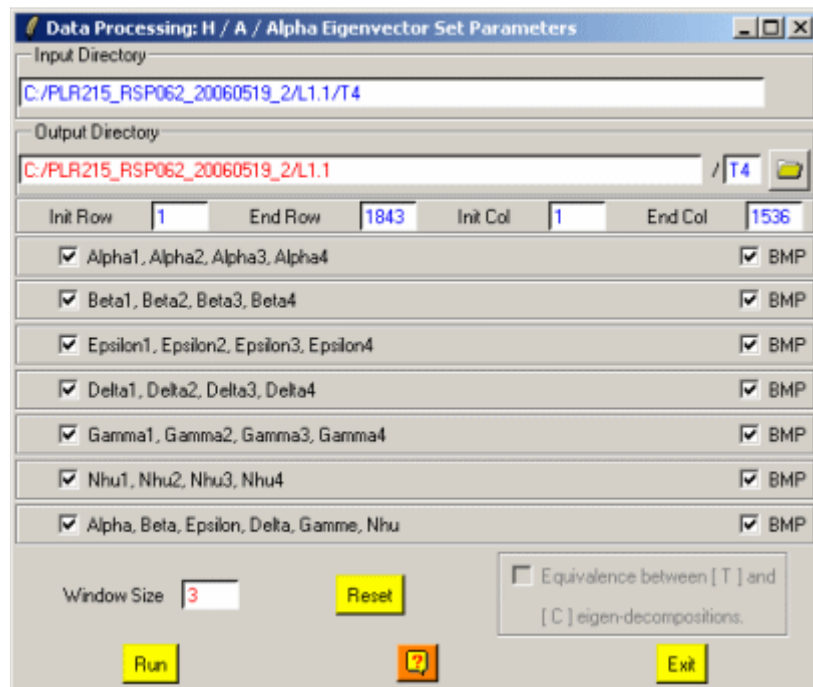 Data Processing: H / A / Alpha Eigenvector Set Parameters
Input Directory
C:/PLR215_RSP062_20060519_2/L1.1/T4
Output Directory
C:/PLR215_RSP062_20060519_2/L1.1 / T4
Init Row 1 End Row 1843 Init Col 1 End Col 1536
Alpha1, Alpha2, Alpha3, Alpha4 BMP
Beta1, Beta2, Beta3, Beta4 BMP
Epsilon1, Epsilon2, Epsilon3, Epsilon4 BMP
Delta1, Delta2, Delta3, Delta4 BMP
Gamma1, Gamma2, Gamma3, Gamma4 BMP
Nhu1, Nhu2, Nhu3, Nhu4 BMP
Alpha, Beta, Epsilon, Delta, Gamme, Nhu BMP
Window Size 3 Reset
Equivalence between [ T ] and
[ C ] eigen-decompositions.
Run ? Exit